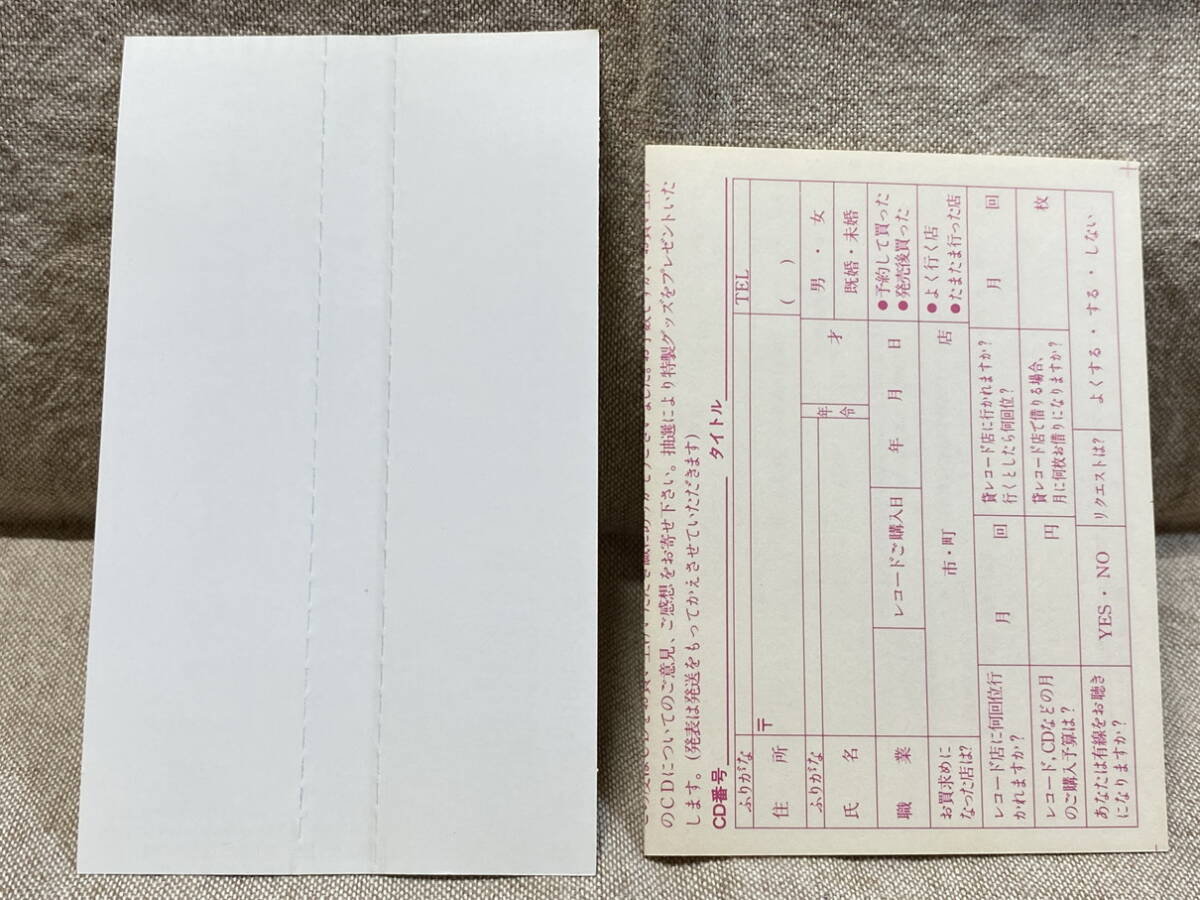 のCDについてのご意見、ご感想をお寄せ下さい。抽選により特製グッズをプレゼントいた
します。(発表は発送をもってかえさせていただきます)
CD番号 タイトル
ふりがな TEL
住所 〒 ( )
ふりがな 年令 才 男・女
氏名 既婚・未婚
職業 レコードご購入日 年 月 日 ●予約して買った
●発売後買った
お買求めに
なった店は? 市・町 店 ●よく行く店
●たまたま行った店
レコード店に何回位行
かれますか? 月 回 貸レコード店に行かれますか?
行くとしたら何回位? 月 回
レコード、CDなどの月
のご購入予算は? 円 貸レコード店で借りる場合、
月に何枚お借りになりますか? 枚
あなたは有線をお聴き
になりますか? YES・NO リクエストは? よくする・する・しない